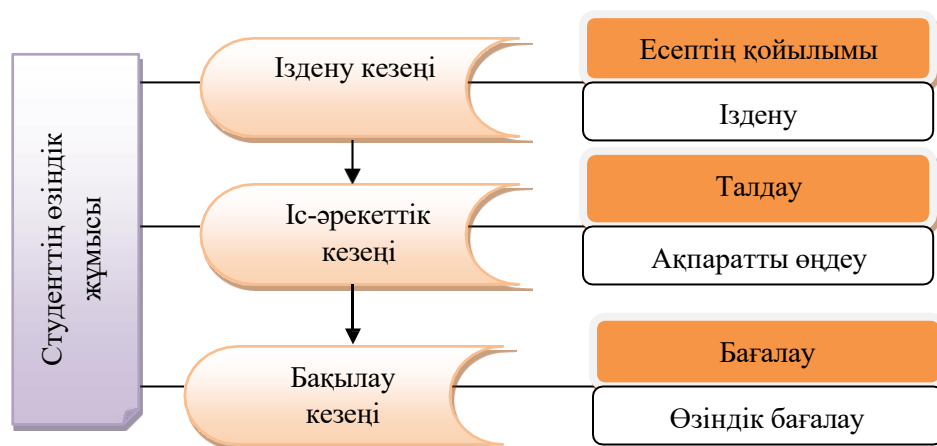 Студенттің өзіндік
жұмысы
Іздену кезеңі
Есептің қойылымы
Іздену
Іс-әрекеттік
кезеңі
Талдау
Ақпаратты өңдеу
Бақылау
кезеңі
Бағалау
Өзіндік бағалау